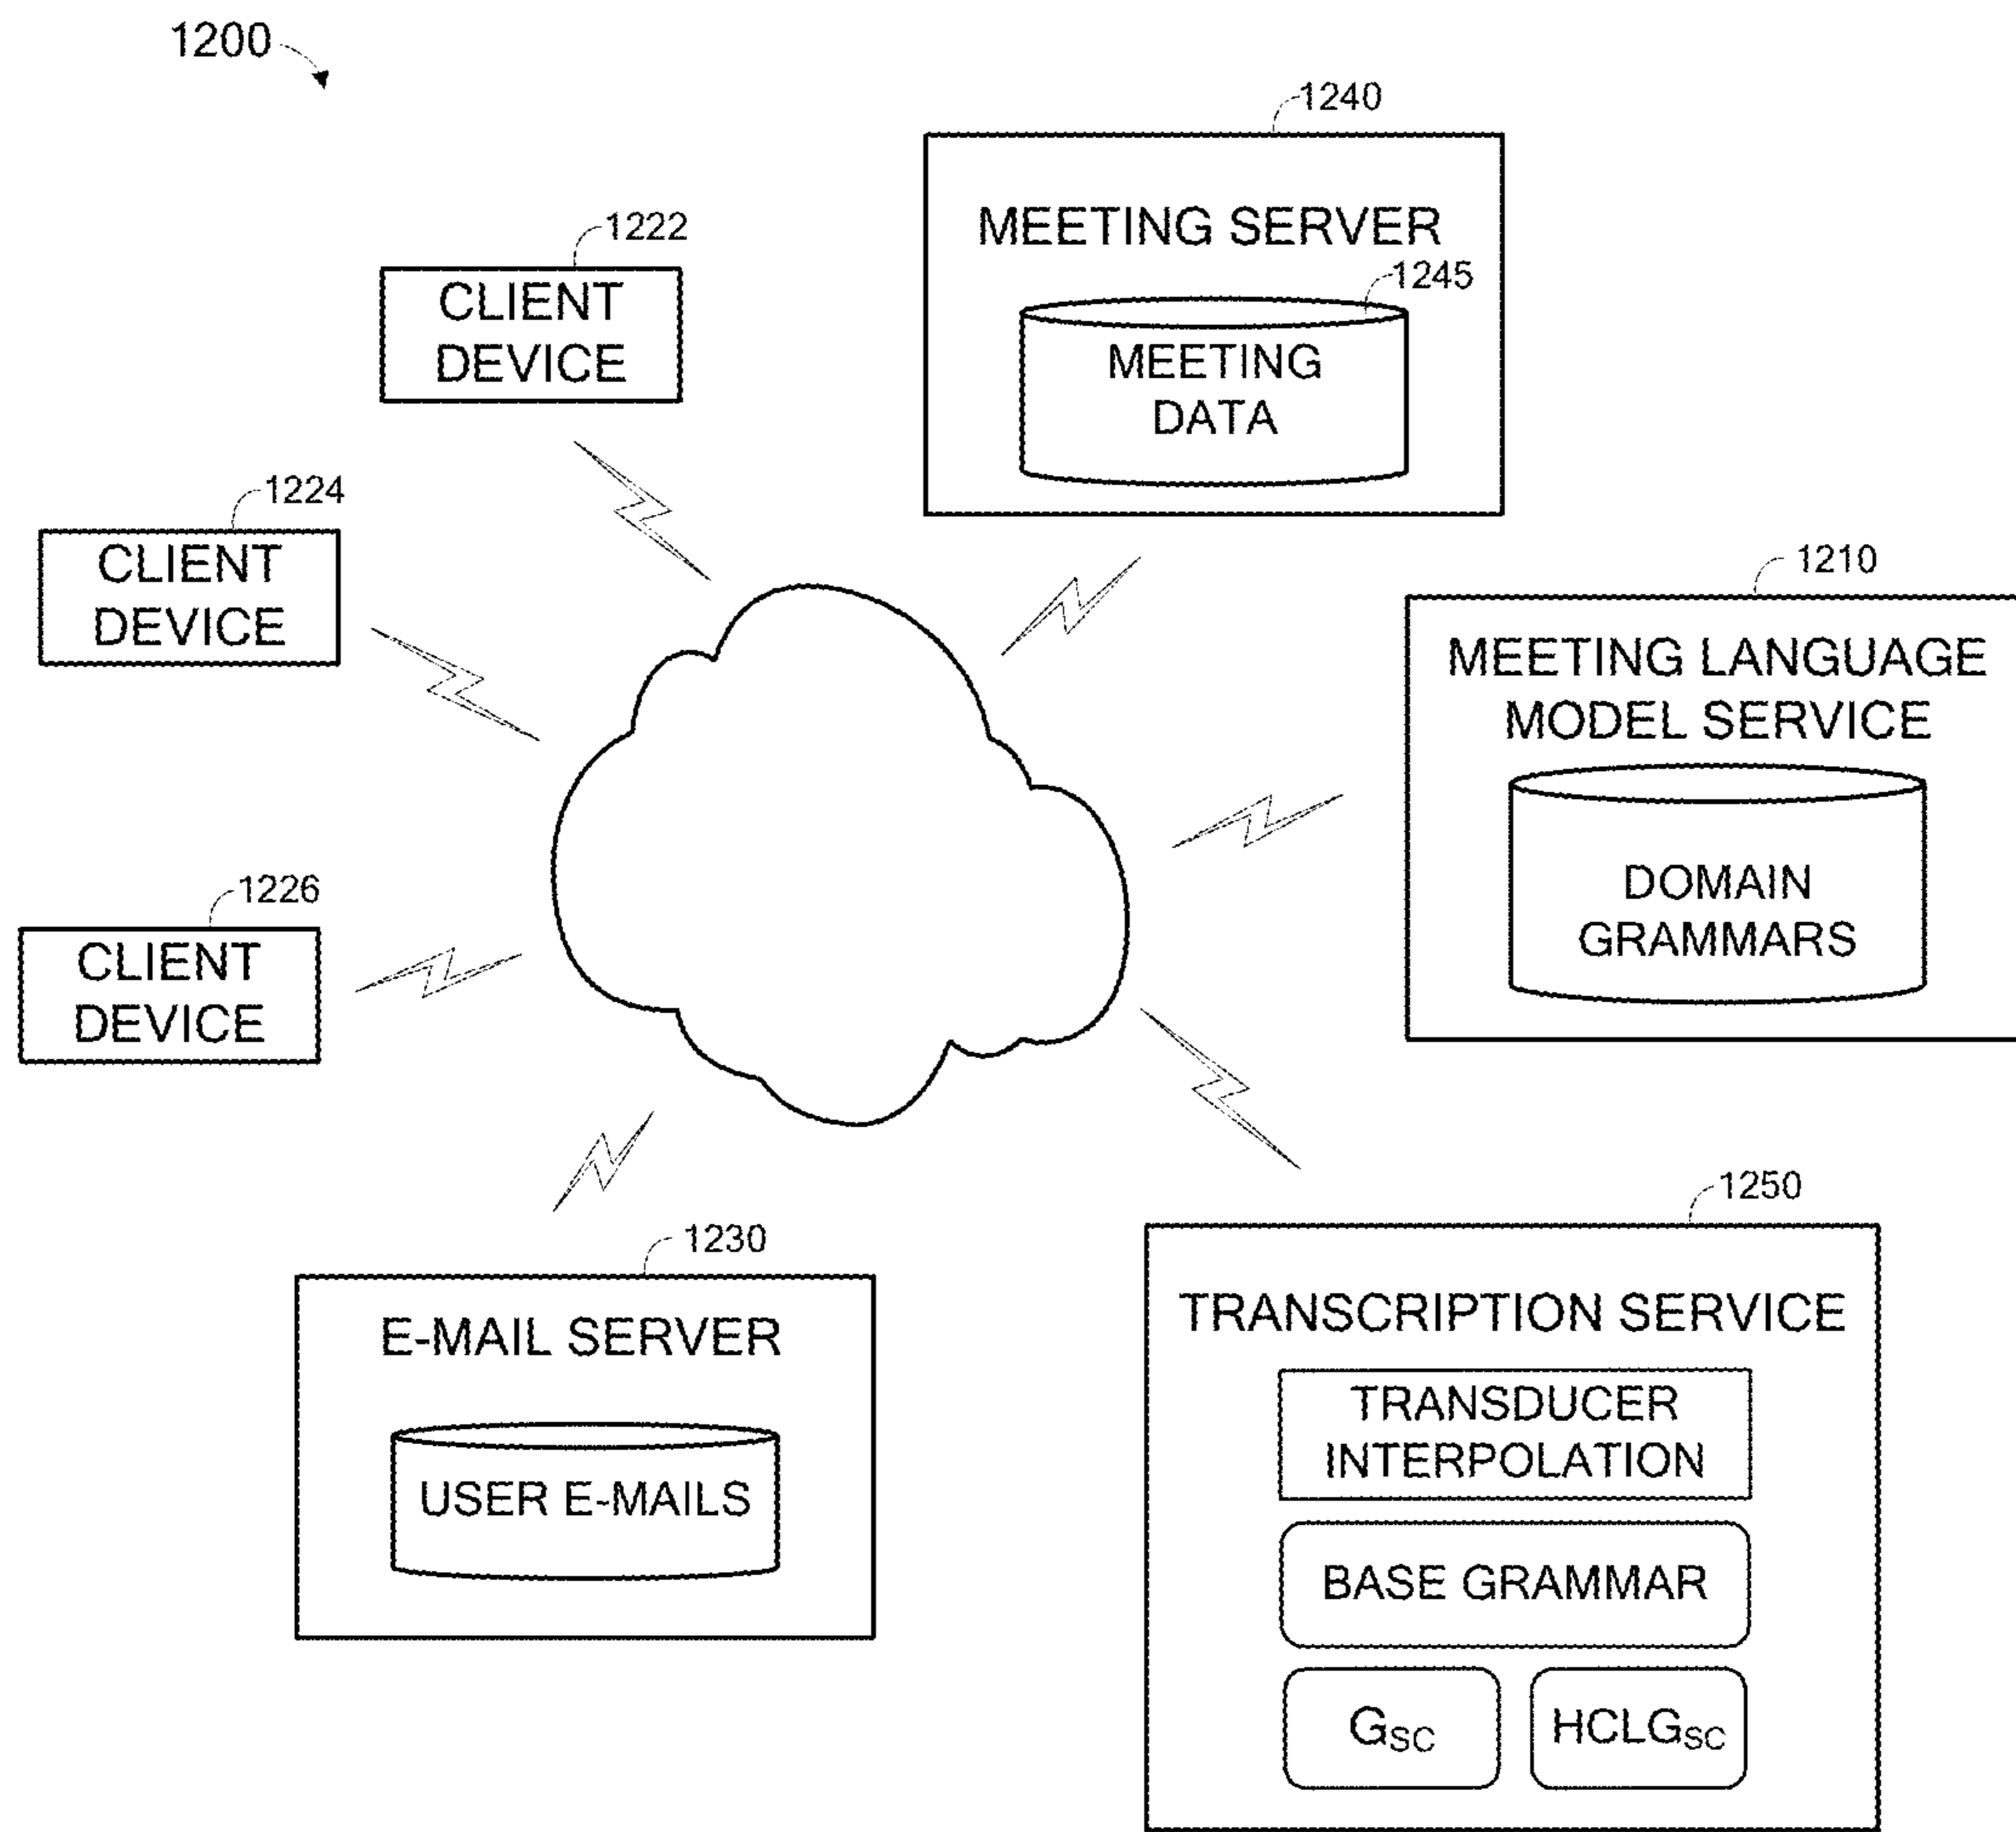 1200
1240
MEETING SERVER
1245
MEETING
DATA
1222
CLIENT
DEVICE
1224
CLIENT
DEVICE
1210
MEETING LANGUAGE
MODEL SERVICE
DOMAIN
GRAMMARS
1226
CLIENT
DEVICE
1230
E-MAIL SERVER
USER E-MAILS
1250
TRANSCRIPTION SERVICE
TRANSDUCER
INTERPOLATION
BASE GRAMMAR
GSC
HCLGSC